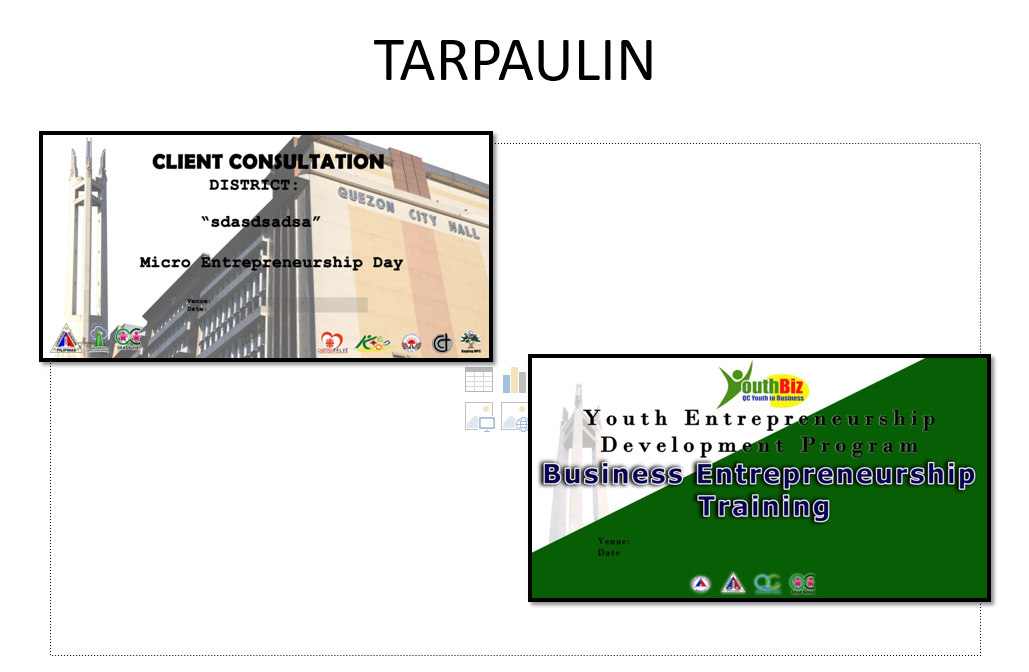 TARPAULIN
CLIENT CONSULTATION
DISTRICT:
“sdasdsadsa”
QUEZON CITY HALL
Micro Entrepreneurship Day
Venue:
Date:
PILIPINAS
YouthBiz
QC Youth in Business
Youth Entrepreneurship
Development Program
Business Entrepreneurship
Training
Venue:
Date